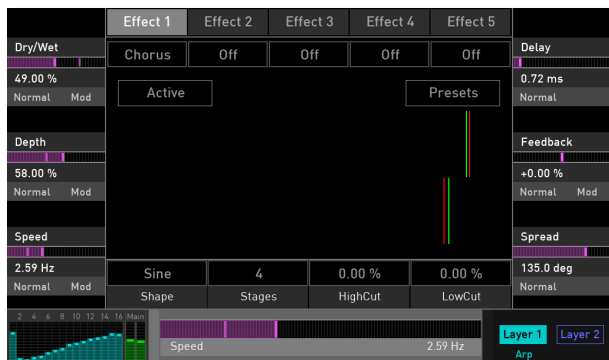 Effect 1 Effect 2 Effect 3 Effect 4 Effect 5
Dry/Wet
49.00 %
Normal Mod
Depth
58.00 %
Normal Mod
Speed
2.59 Hz
Normal Mod
Chorus Off Off Off Off
Active Presets
Sine 4 0.00 % 0.00 %
Shape Stages HighCut LowCut
Delay
0.72 ms
Normal
Feedback
+0.00 %
Normal Mod
Spread
135.0 deg
Normal
2 4 6 8 10 12 14 16 Main
Speed 2.59 Hz
Layer 1 Layer 2
Arp